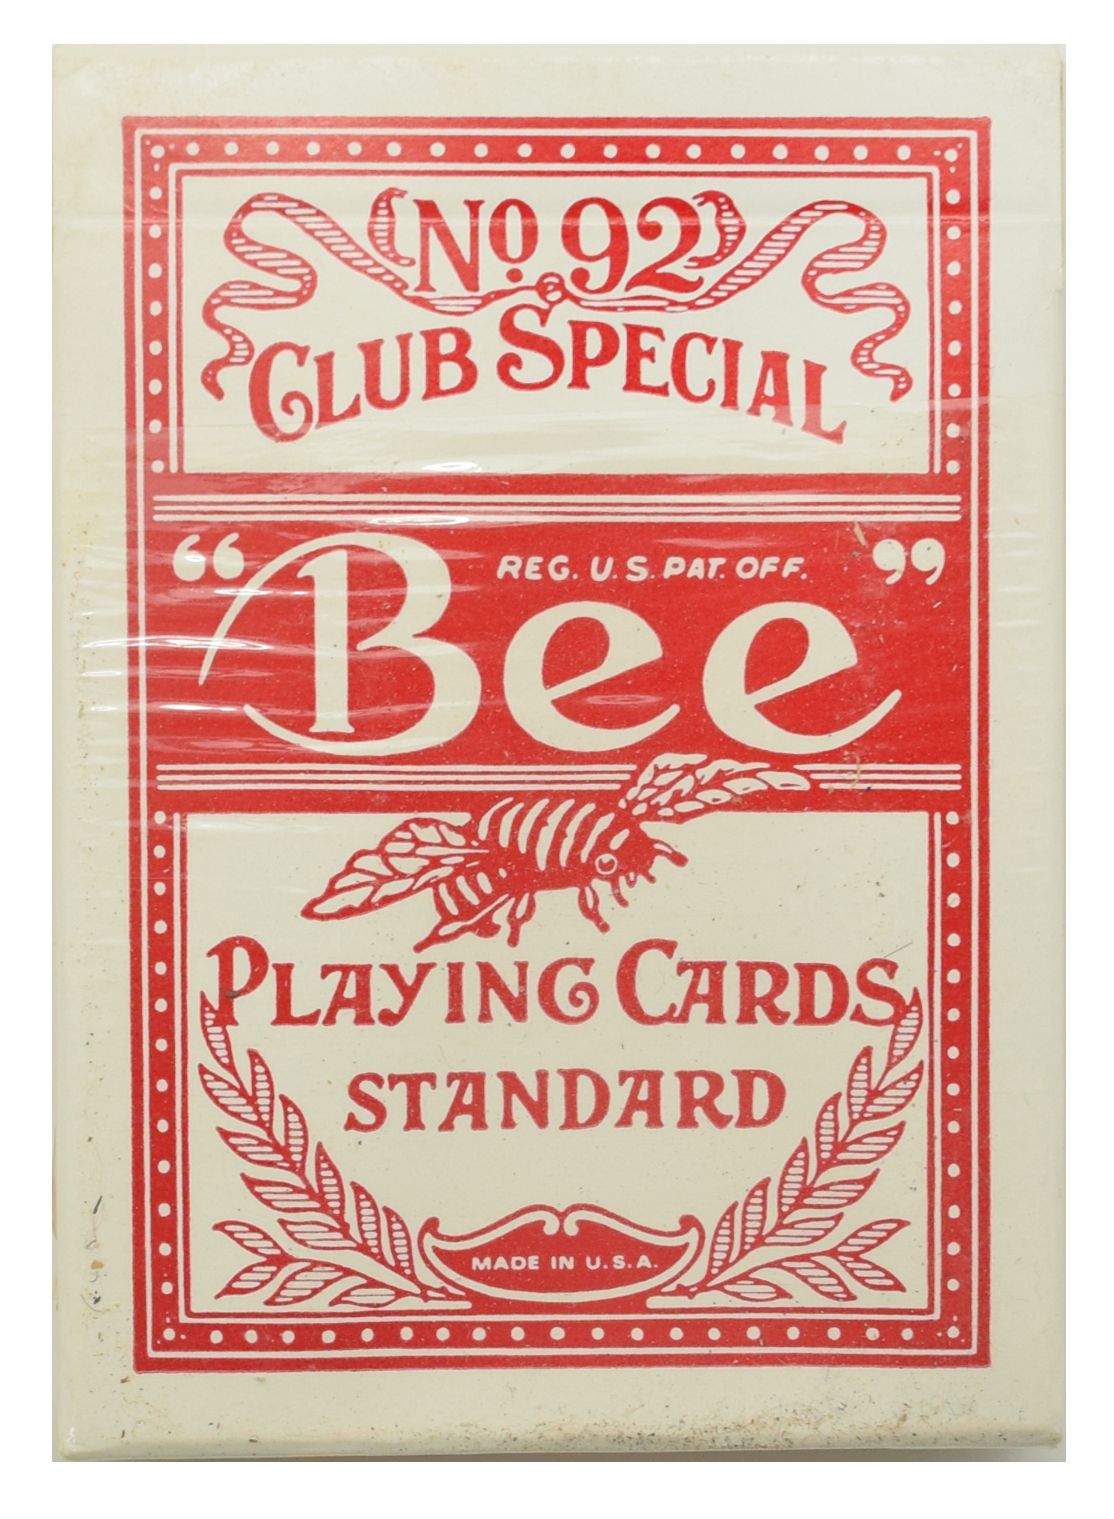 No 92
CLUB SPECIAL
REG. U.S. PAT. OFF.
“Bee”
PLAYING CARDS
STANDARD
MADE IN U.S.A.